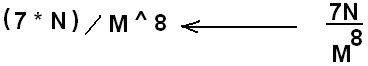 (7 * N) / M ^ 8 ← 7N
M^8